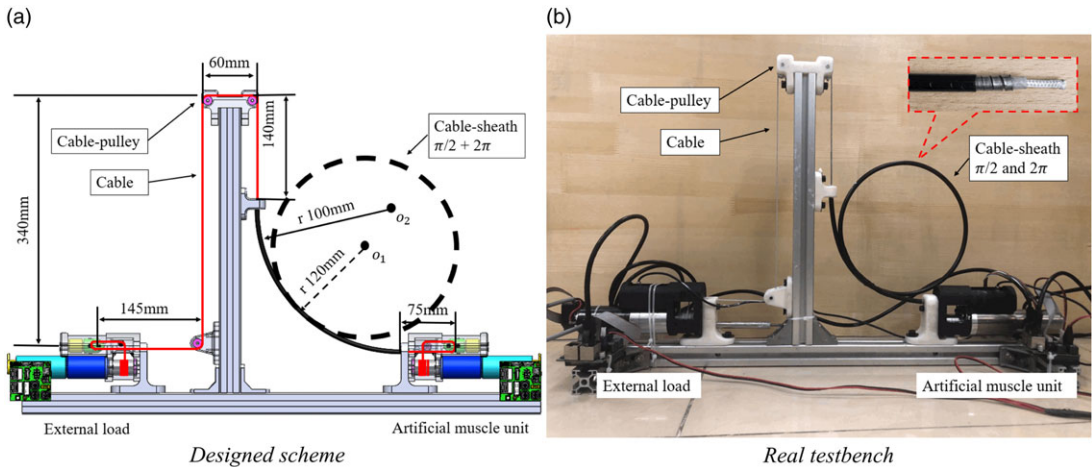 (a)
60mm
340mm
140mm
Cable-pulley
Cable
Cable-sheath
π/2 + 2π
r 100mm
o₂
r 120mm
o₁
145mm
75mm
External load
Artificial muscle unit
Designed scheme
(b)
Cable-pulley
Cable
Cable-sheath
π/2 and 2π
External load
Artificial muscle unit
Real testbench